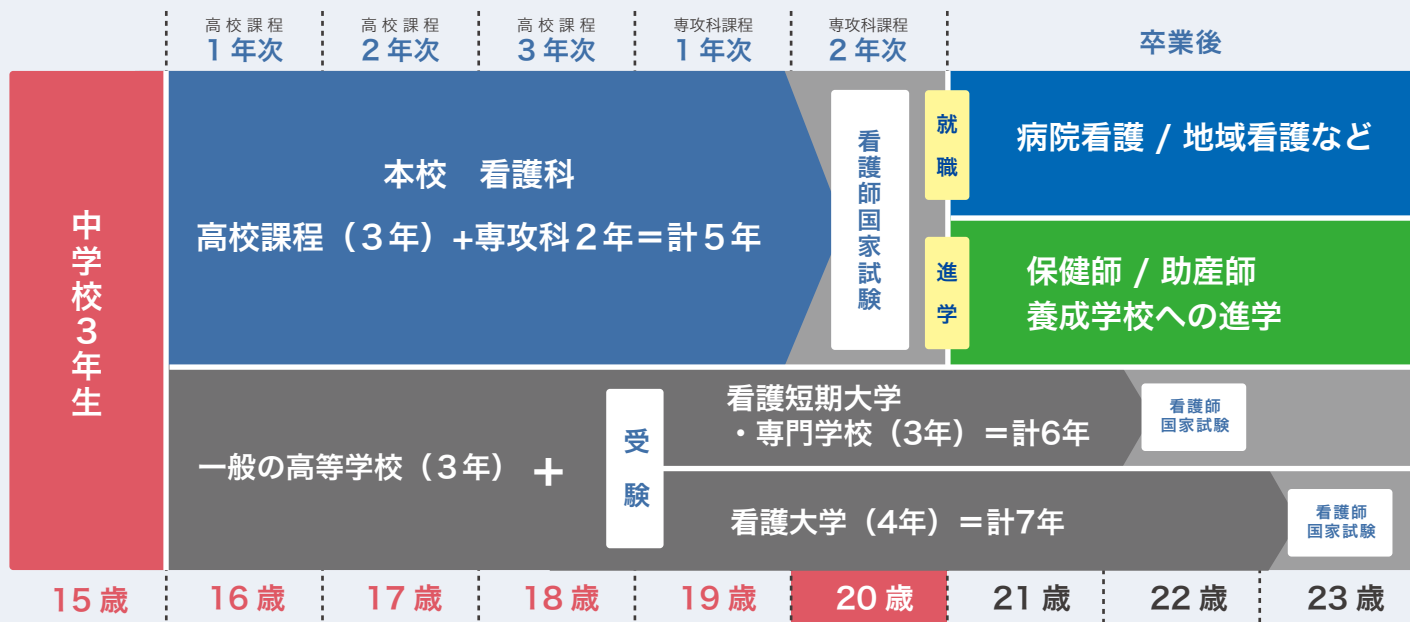 高校課程
1年次
高校課程
2年次
高校課程
3年次
専攻科課程
1年次
専攻科課程
2年次
卒業後
中学校3年生
本校　看護科
高校課程（３年）+専攻科２年＝計５年
看護師国家試験
就職
病院看護 / 地域看護など
進学
保健師 / 助産師
養成学校への進学
一般の高等学校（３年）
+
受験
看護短期大学
・専門学校（3年）＝計6年
看護師
国家試験
看護大学（4年）＝計7年
看護師
国家試験
15歳
16歳
17歳
18歳
19歳
20歳
21歳
22歳
23歳